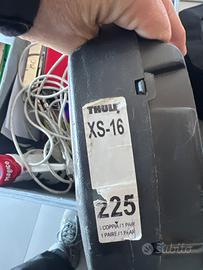 THULE
XS-16
225
1 COPPIA / 1 PAIR
1 PAIRE / 1 PAAR
subito